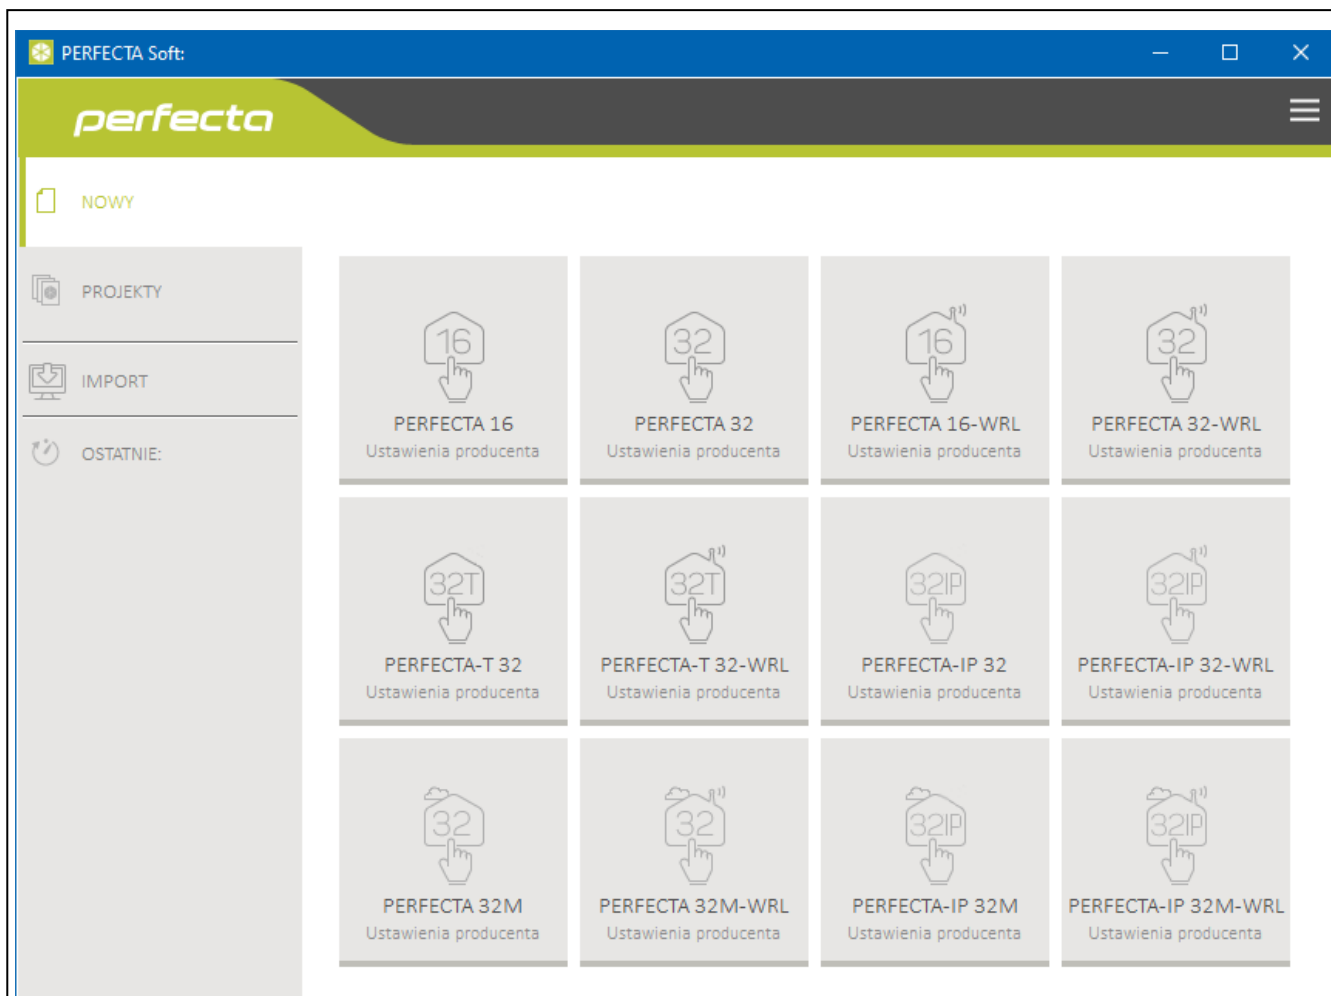 PERFECTA Soft:
perfecta
NOWY
PROJEKTY
IMPORT
OSTATNIE:
16
32
16
32
PERFECTA 16
PERFECTA 32
PERFECTA 16-WRL
PERFECTA 32-WRL
Ustawienia producenta
Ustawienia producenta
Ustawienia producenta
Ustawienia producenta
32T
32T
32IP
32IP
PERFECTA-T 32
PERFECTA-T 32-WRL
PERFECTA-IP 32
PERFECTA-IP 32-WRL
Ustawienia producenta
Ustawienia producenta
Ustawienia producenta
Ustawienia producenta
32
32
32IP
32IP
PERFECTA 32M
PERFECTA 32M-WRL
PERFECTA-IP 32M
PERFECTA-IP 32M-WRL
Ustawienia producenta
Ustawienia producenta
Ustawienia producenta
Ustawienia producenta